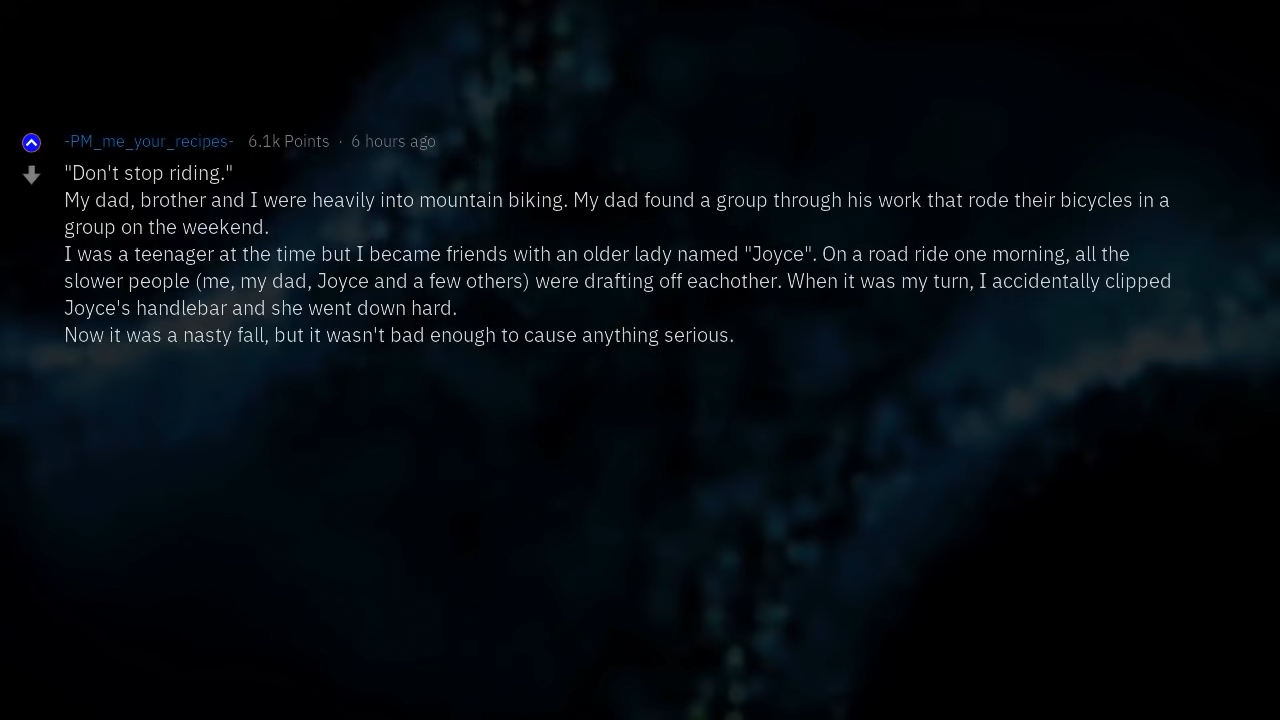 -PM_me_your_recipes- 6.1k Points · 6 hours ago
"Don't stop riding."
My dad, brother and I were heavily into mountain biking. My dad found a group through his work that rode their bicycles in a
group on the weekend.
I was a teenager at the time but I became friends with an older lady named "Joyce". On a road ride one morning, all the
slower people (me, my dad, Joyce and a few others) were drafting off eachother. When it was my turn, I accidentally clipped
Joyce's handlebar and she went down hard.
Now it was a nasty fall, but it wasn't bad enough to cause anything serious.